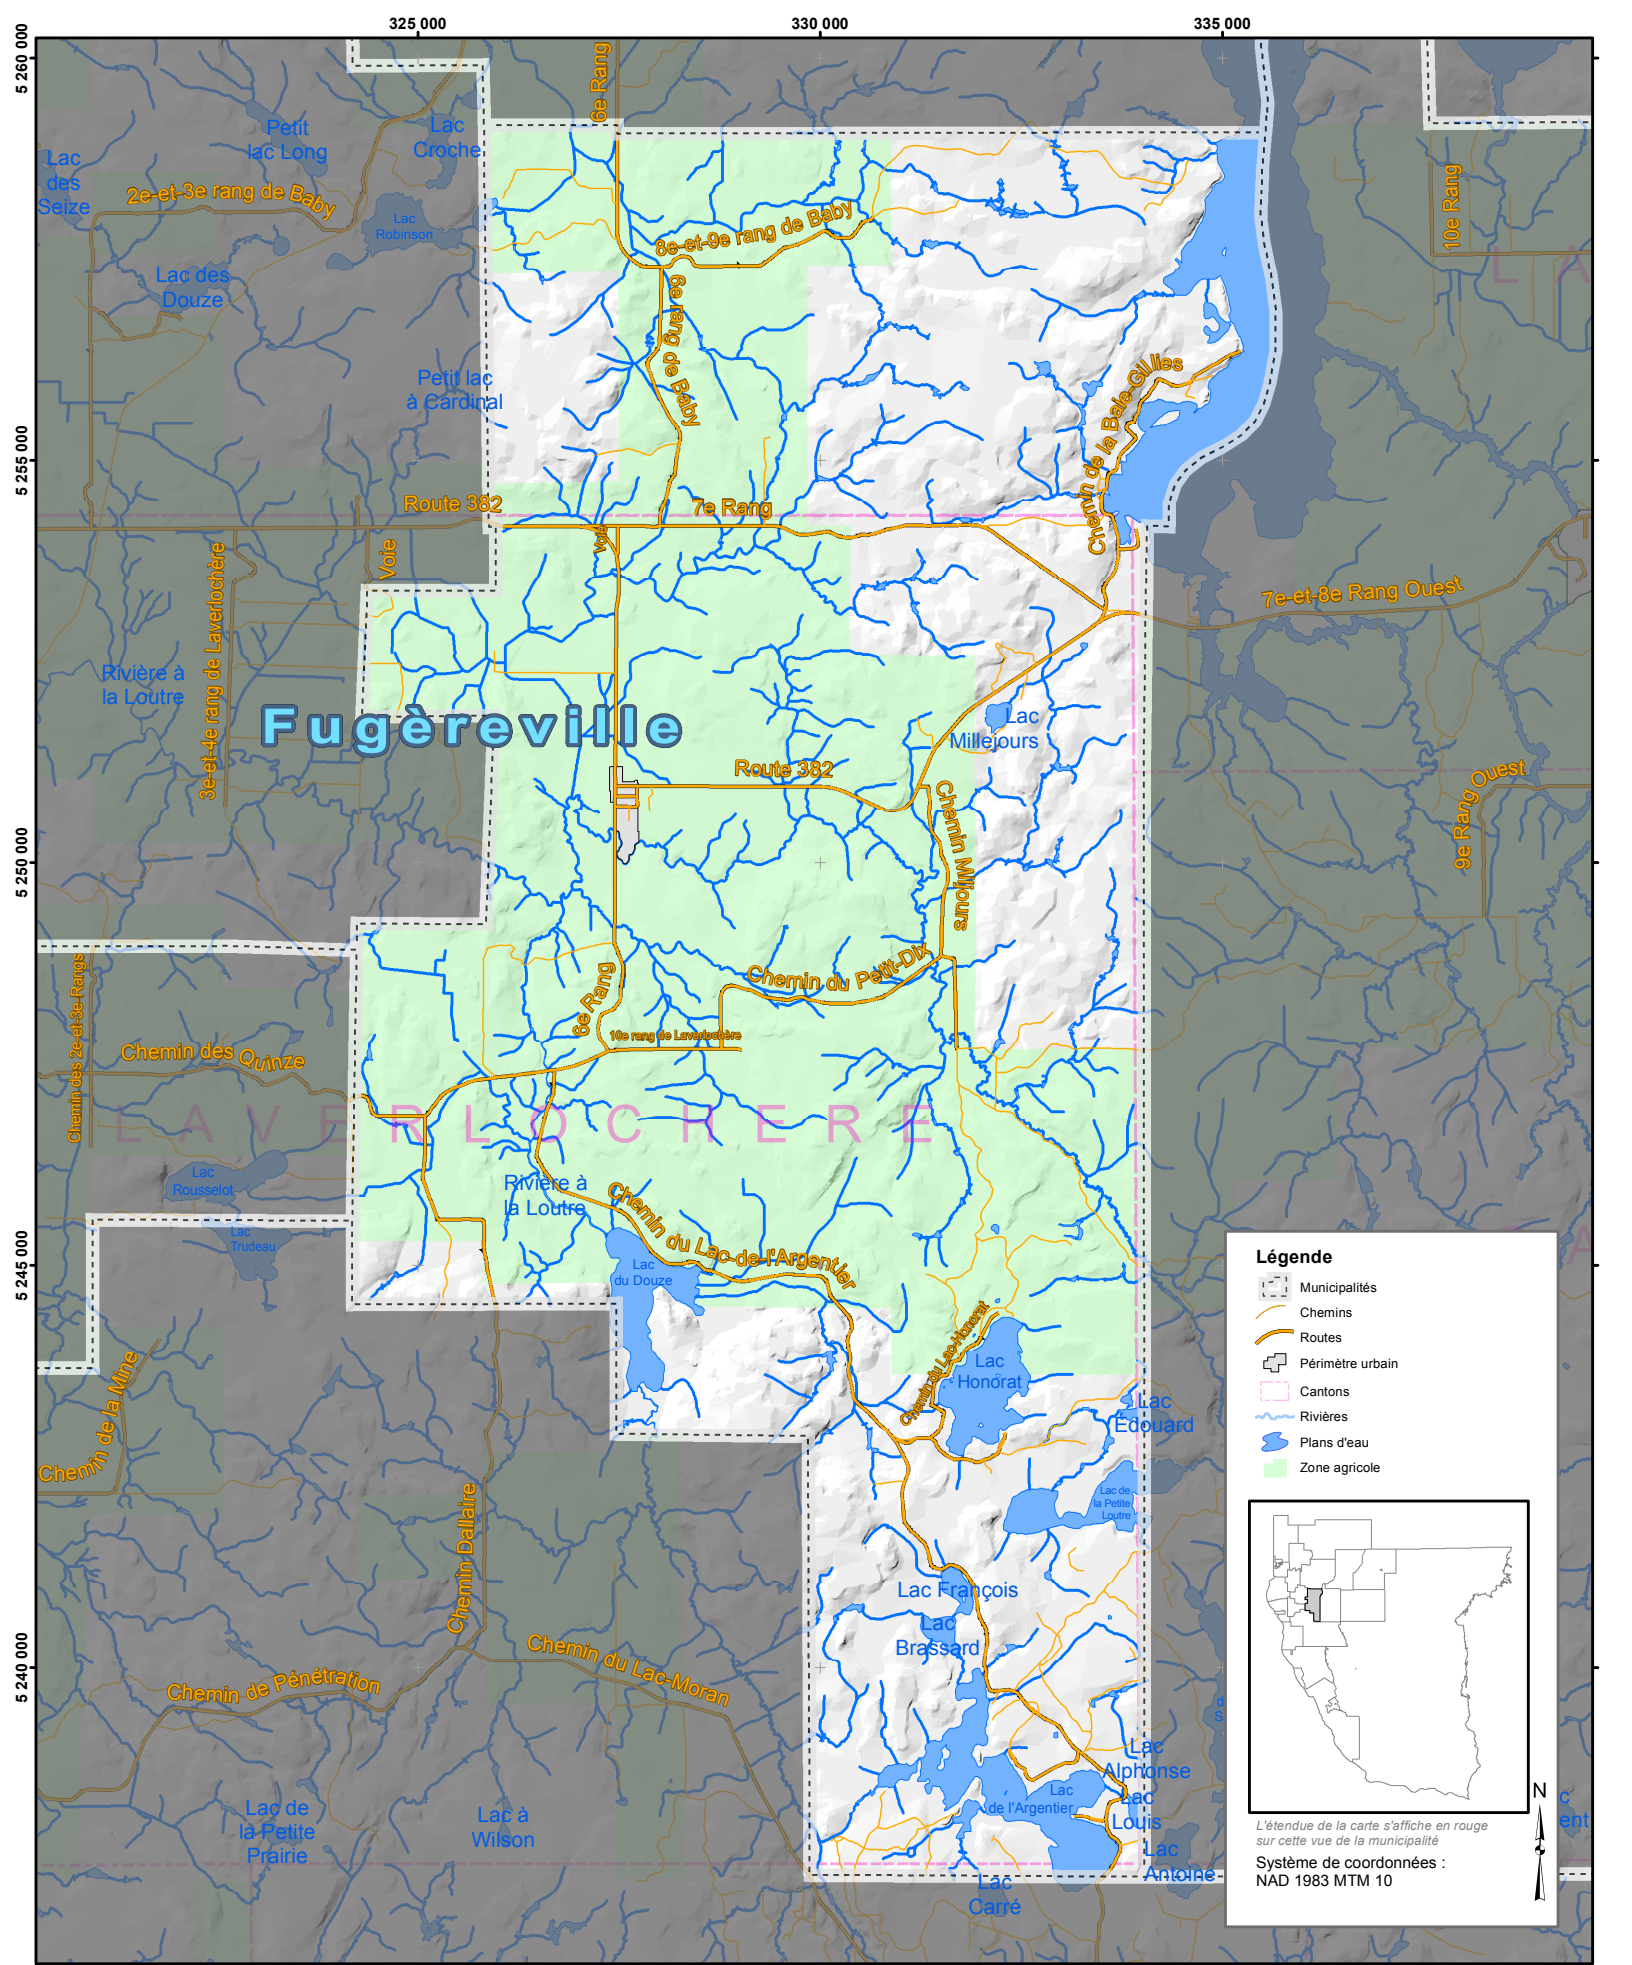 325 000
330 000
335 000
5 260 000
5 255 000
5 250 000
5 245 000
5 240 000
6e Rang
Petit
lac Long
Lac
Croche
Lac
des
Seize
2e-et-3e rang de Baby
Lac
Robinson
8e-et-9e rang de Baby
10e Rang
L A
Lac des
Douze
6e rang de Baby
Petit lac
à Cardinal
Chemin de la Baie-Gillies
Route 382
7e Rang
Voie
Voie
3e-et-4e rang de Laverlochère
7e-et-8e Rang Ouest
Rivière à
la Loutre
Fugèreville
Lac
Millejours
Route 382
Chemin Miljours
9e Rang Ouest
Chemin des 2e-et-3e-Rangs
Chemin du Petit-Dix
6e Rang
10e rang de Laverlochère
Chemin des Quinze
LAVERLOCHERE
Lac
Rousselot
Rivière à
la Loutre
Chemin du Lac-de-l'Argentier
Lac
Trudeau
Lac
du Douze
A
Chemin du Lac-Honorat
Lac
Honorat
Chemin de la Mine
Lac
Édouard
Lac de
la Petite
Loutre
Chemin Dallaire
Lac François
Lac
Brassard
Chemin du Lac-Moran
Chemin de Pénétration
d
S
Lac
Alphonse
Lac
de l'Argentier
Lac
Louis
Lac de
la Petite
Prairie
Lac à
Wilson
Lac
Antoine
Lac
Carré
c
ent
Légende
Municipalités
Chemins
Routes
Périmètre urbain
Cantons
Rivières
Plans d'eau
Zone agricole
N
L'étendue de la carte s'affiche en rouge
sur cette vue de la municipalité
Système de coordonnées :
NAD 1983 MTM 10